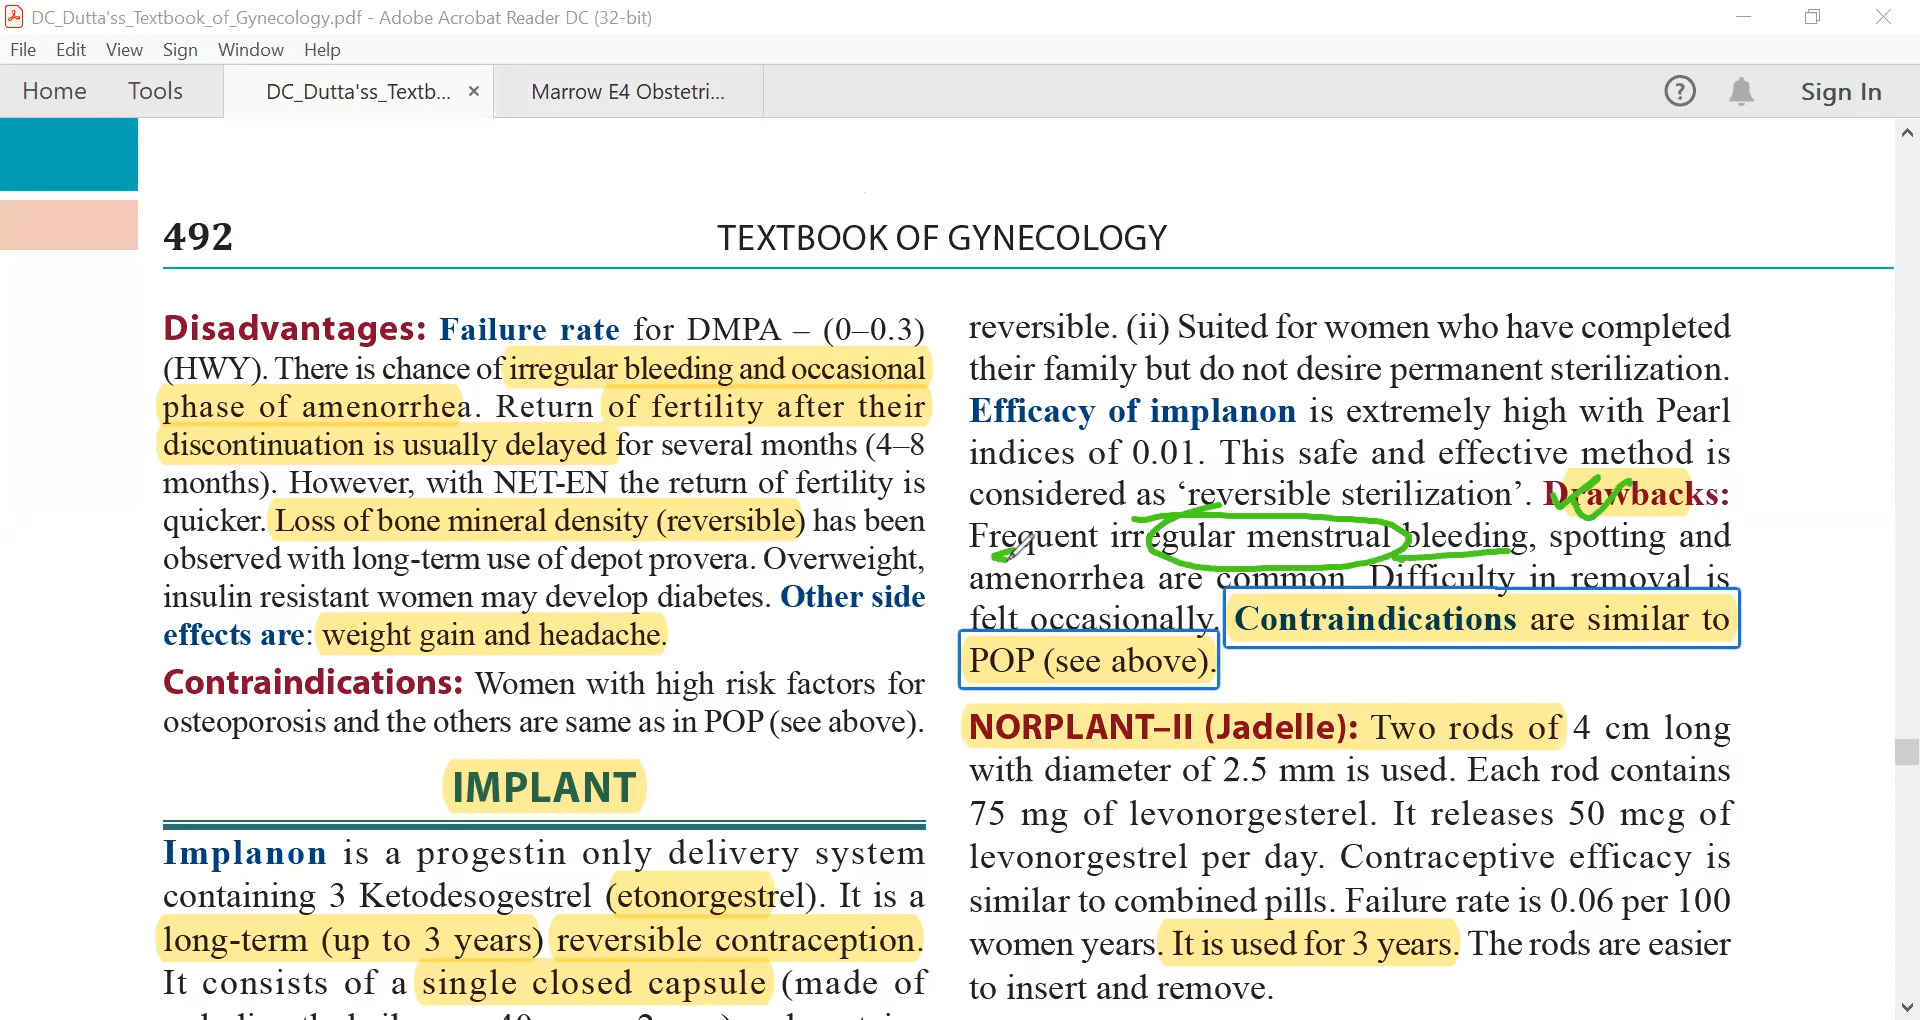 DC_Dutta'ss_Textbook_of_Gynecology.pdf - Adobe Acrobat Reader DC (32-bit)
File Edit View Sign Window Help
Home Tools DC_Dutta'ss_Textb... × Marrow E4 Obstetri... ? Sign In
492 TEXTBOOK OF GYNECOLOGY
Disadvantages: Failure rate for DMPA – (0–0.3)
(HWY). There is chance of irregular bleeding and occasional
phase of amenorrhea. Return of fertility after their
discontinuation is usually delayed for several months (4–8
months). However, with NET-EN the return of fertility is
quicker. Loss of bone mineral density (reversible) has been
observed with long-term use of depot provera. Overweight,
insulin resistant women may develop diabetes. Other side
effects are: weight gain and headache.
Contraindications: Women with high risk factors for
osteoporosis and the others are same as in POP (see above).
IMPLANT
Implanon is a progestin only delivery system
containing 3 Ketodesogestrel (etonorgestrel). It is a
long-term (up to 3 years) reversible contraception.
It consists of a single closed capsule (made of
reversible. (ii) Suited for women who have completed
their family but do not desire permanent sterilization.
Efficacy of implanon is extremely high with Pearl
indices of 0.01. This safe and effective method is
considered as ‘reversible sterilization’. Drawbacks:
Frequent irregular menstrual bleeding, spotting and
amenorrhea are common. Difficulty in removal is
felt occasionally. Contraindications are similar to
POP (see above).
NORPLANT–II (Jadelle): Two rods of 4 cm long
with diameter of 2.5 mm is used. Each rod contains
75 mg of levonorgesterel. It releases 50 mcg of
levonorgestrel per day. Contraceptive efficacy is
similar to combined pills. Failure rate is 0.06 per 100
women years. It is used for 3 years. The rods are easier
to insert and remove.